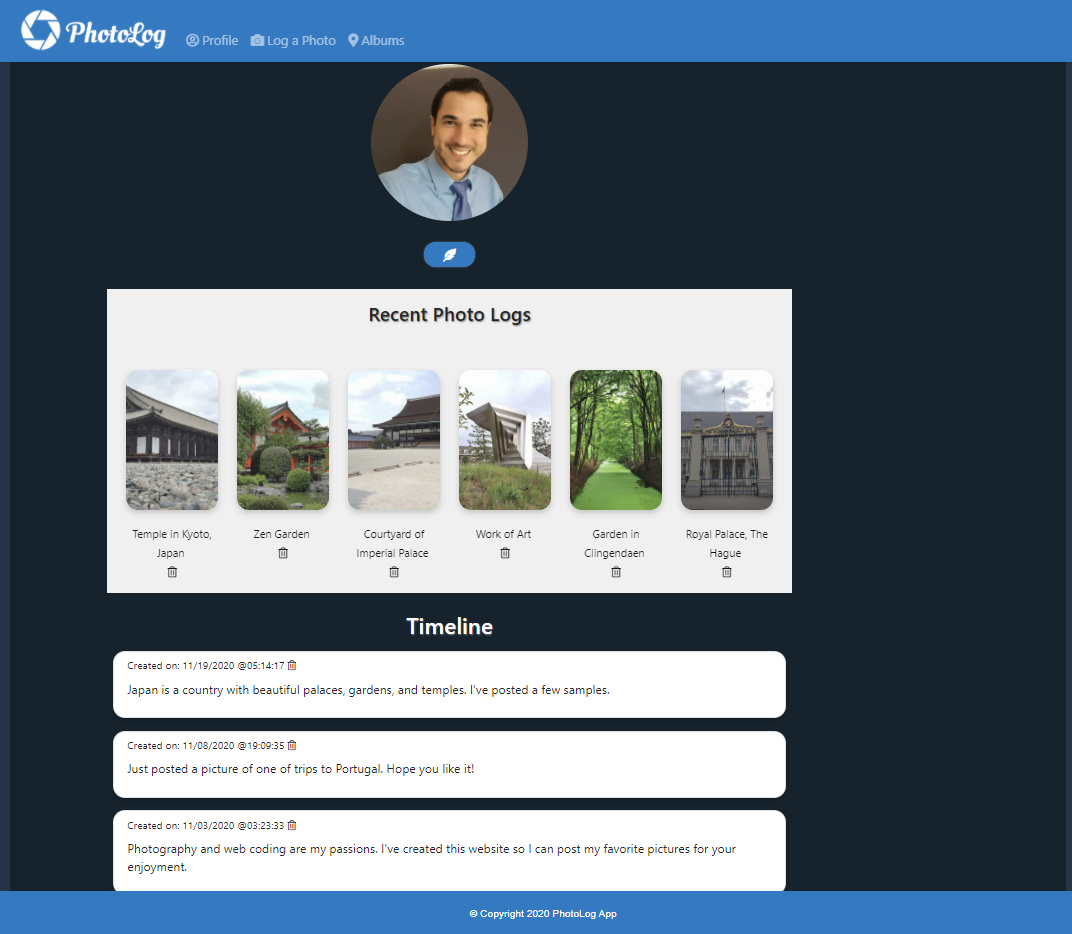 PhotoLog
Profile Log a Photo Albums
Recent Photo Logs
Temple in Kyoto,
Japan
Zen Garden
Courtyard of
Imperial Palace
Work of Art
Garden in
Clingendaen
Royal Palace, The
Hague
Timeline
Created on: 11/19/2020 @05:14:17
Japan is a country with beautiful palaces, gardens, and temples. I've posted a few samples.
Created on: 11/08/2020 @19:09:35
Just posted a picture of one of trips to Portugal. Hope you like it!
Created on: 11/03/2020 @03:23:33
Photography and web coding are my passions. I've created this website so I can post my favorite pictures for your
enjoyment.
© Copyright 2020 PhotoLog App